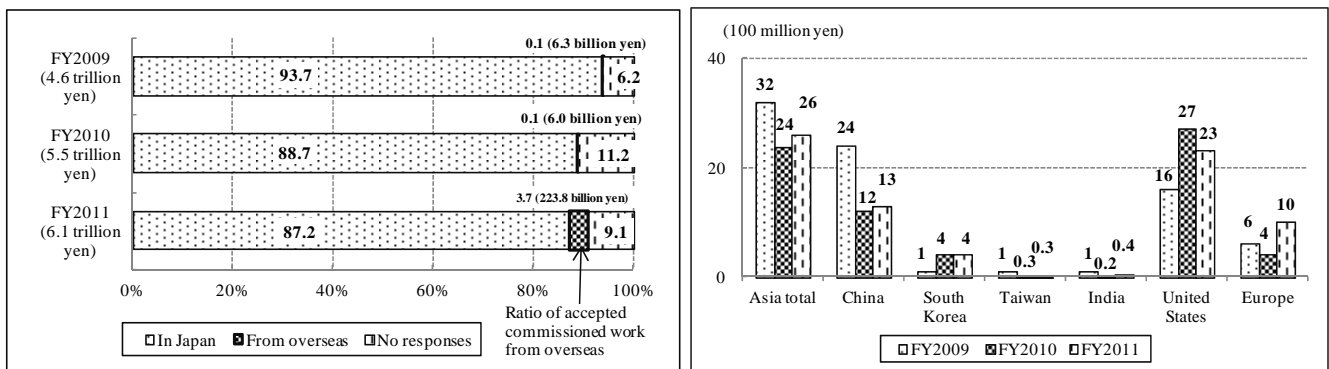 0.1 (6.3 billion yen)
FY2009
(4.6 trillion
yen)
93.7
6.2
0.1 (6.0 billion yen)
FY2010
(5.5 trillion
yen)
88.7
11.2
3.7 (223.8 billion yen)
FY2011
(6.1 trillion
yen)
87.2
9.1
0% 20% 40% 60% 80% 100%
Ratio of accepted
commissioned work
from overseas
In Japan From overseas No responses
(100 million yen)
40
20
0
32 24 26
24 12 13
1 4 4
1 0.3 0.3
1 0.2 0.4
16 27 23
6 4 10
Asia total China South Korea Taiwan India United States Europe
FY2009 FY2010 FY2011